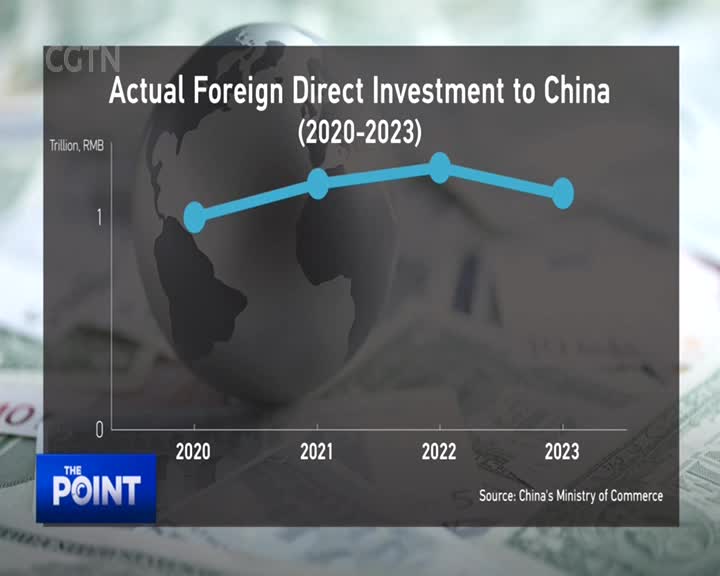 CGTN
Actual Foreign Direct Investment to China
(2020-2023)
Trillion, RMB
1
0
2020 2021 2022 2023
THE
POINT
Source: China's Ministry of Commerce